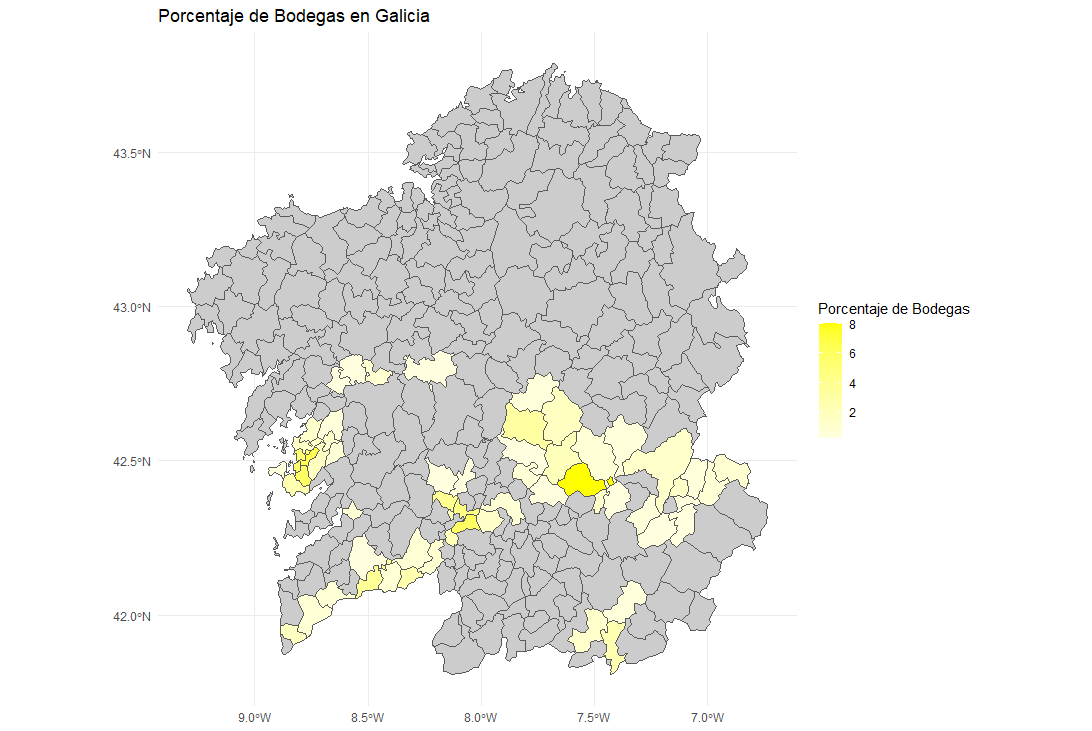 Porcentaje de Bodegas en Galicia
43.5°N
43.0°N
42.5°N
42.0°N
9.0°W
8.5°W
8.0°W
7.5°W
7.0°W
Porcentaje de Bodegas
8
6
4
2